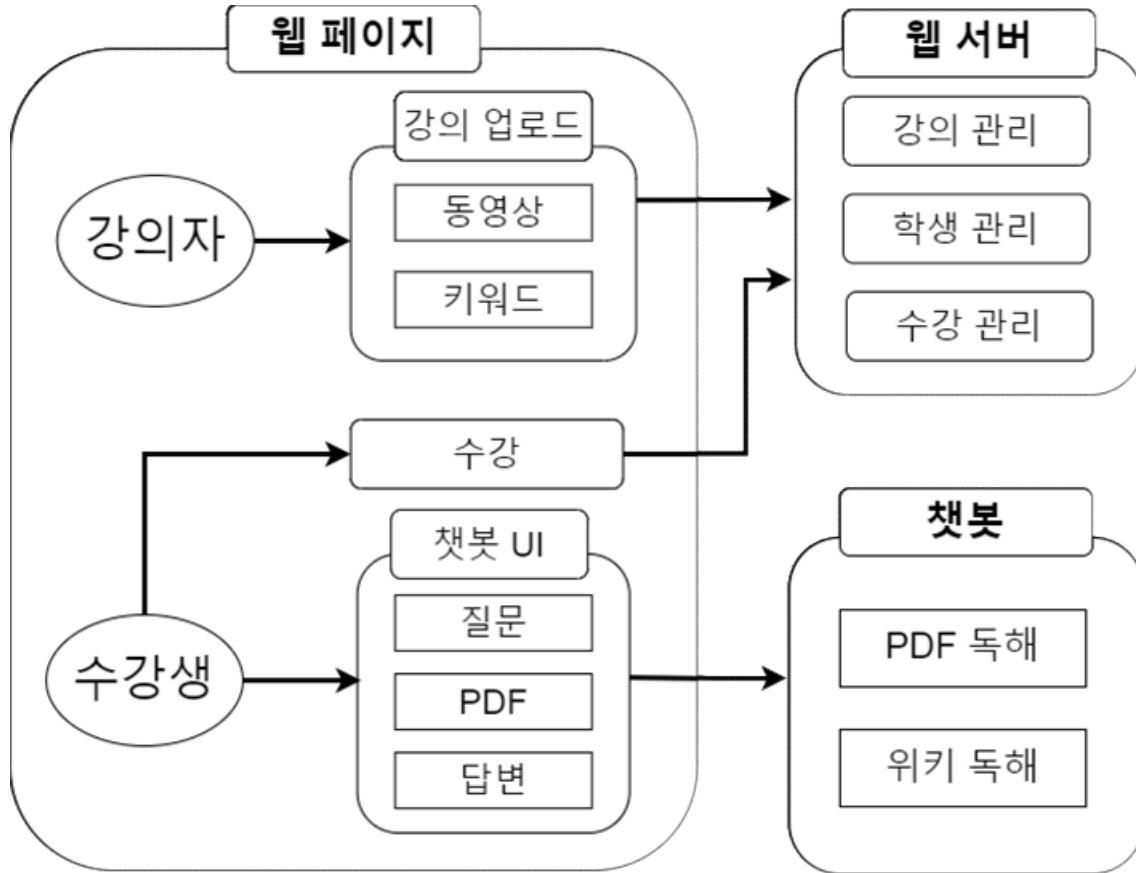 웹 페이지
강의자
강의 업로드
동영상
키워드
수강생
수강
챗봇 UI
질문
PDF
답변
웹 서버
강의 관리
학생 관리
수강 관리
챗봇
PDF 독해
위키 독해